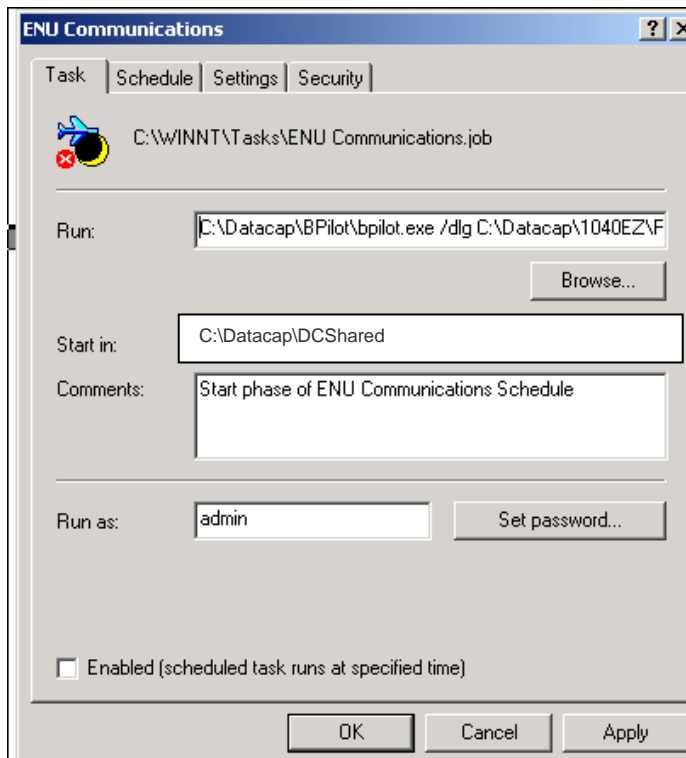 ENU Communications
Task Schedule Settings Security
C:\WINNT\Tasks\ENU Communications.job
Run: C:\Datacap\BPilot\bpilot.exe /dlg C:\Datacap\1040EZ\F
Browse...
Start in: C:\Datacap\DCShared
Comments: Start phase of ENU Communications Schedule
Run as: admin Set password...
Enabled (scheduled task runs at specified time)
OK Cancel Apply